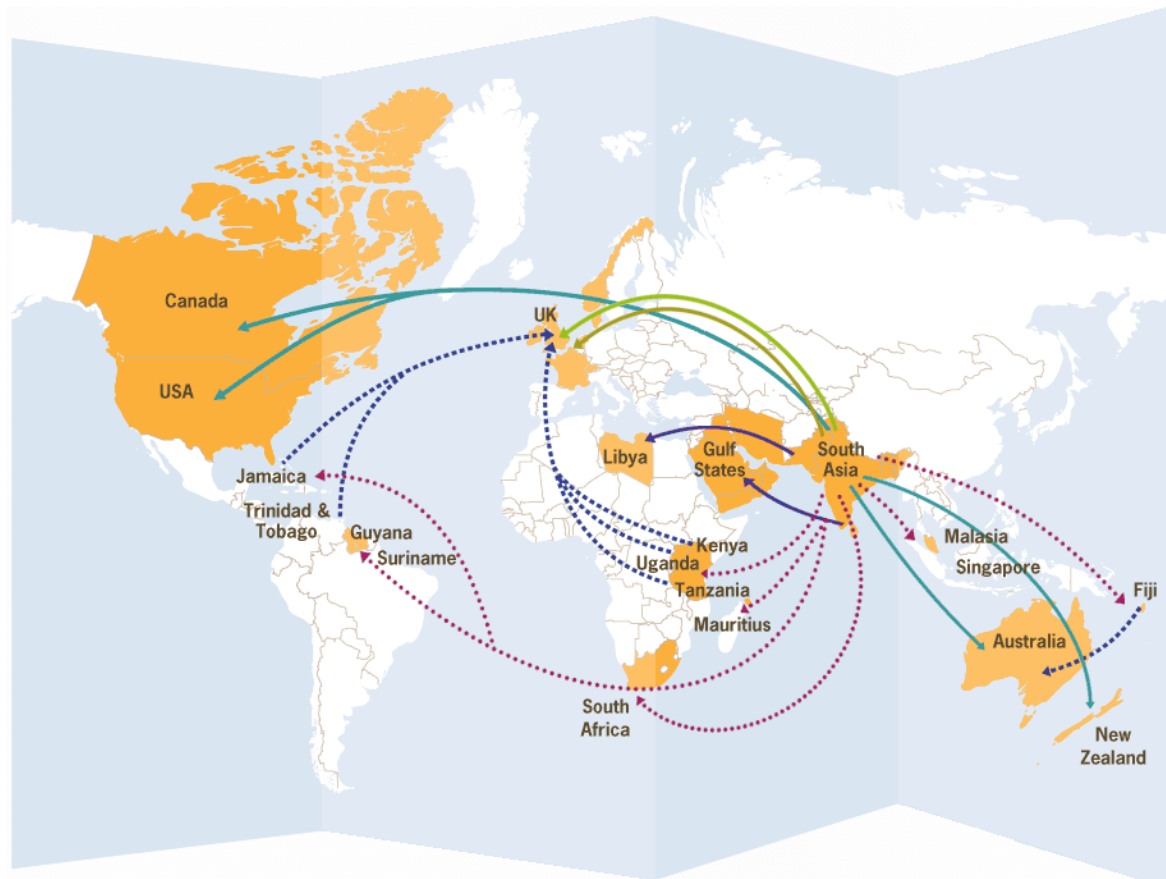 Canada
UK
USA
Libya
Gulf
States
South
Asia
Jamaica
Trinidad &
Tobago
Guyana
Suriname
Kenya
Uganda
Tanzania
Mauritius
Malasia
Singapore
Fiji
Australia
South
Africa
New
Zealand